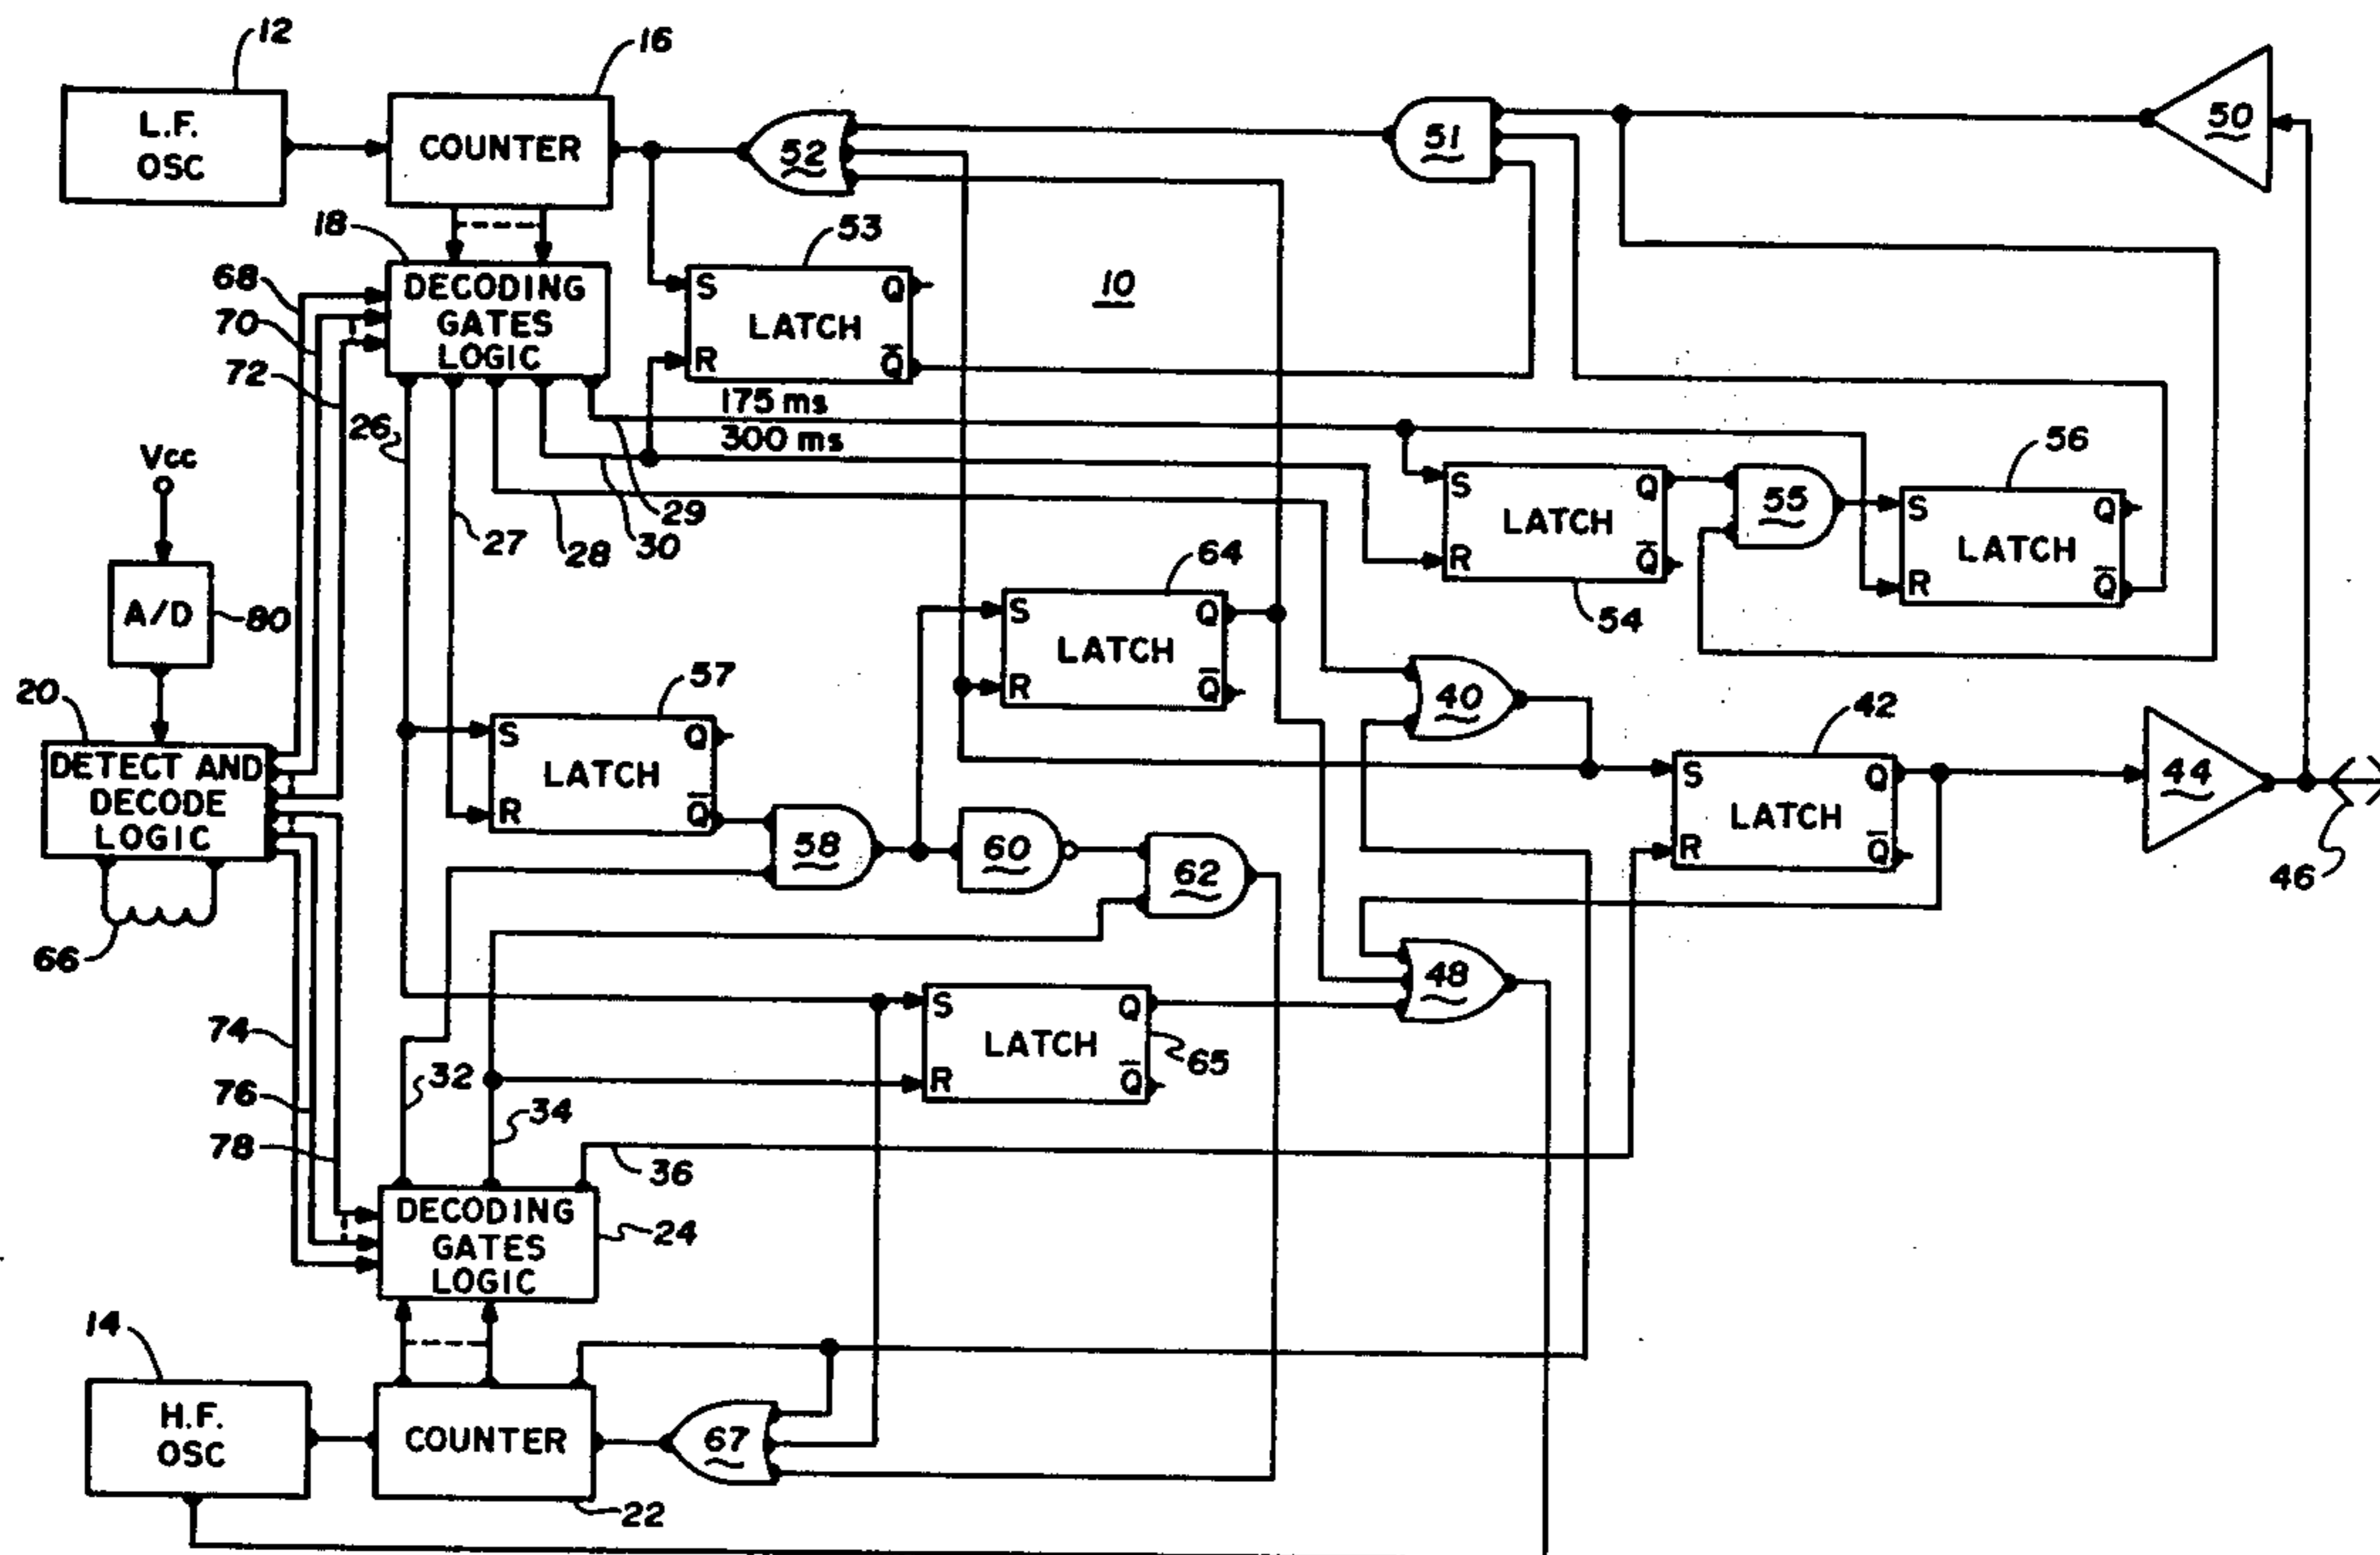 12
16
L.F.
OSC
COUNTER
52
51
50
18
53
10
68
DECODING
GATES
LOGIC
S
Q
LATCH
R
Q̅
70
72
175 ms
26
300 ms
Vcc
56
S
Q
LATCH
R
Q̅
55
S
Q
LATCH
R
Q̅
29
27
28
30
64
54
A/D
80
S
Q
LATCH
R
Q̅
57
20
40
42
S
Q
LATCH
R
Q̅
DETECT AND
DECODE
LOGIC
S
Q
LATCH
R
Q̅
44
58
60
62
46
66
48
74
S
Q
LATCH
R
Q̅
65
32
76
34
78
36
DECODING
GATES
LOGIC
24
14
H.F.
OSC
COUNTER
67
22